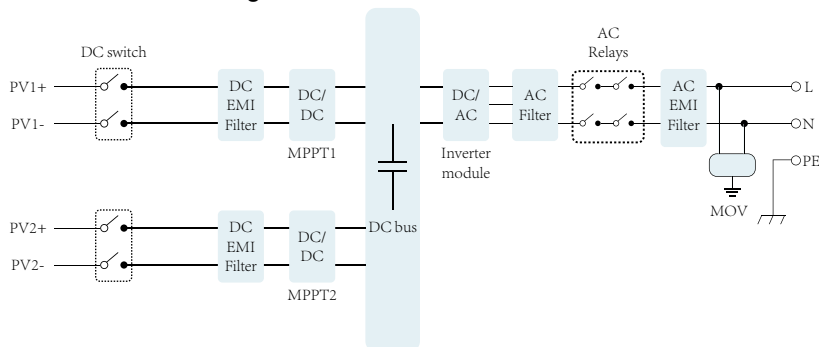 DC switch
PV1+
PV1-
DC
EMI
Filter
DC/
DC
MPPT1
PV2+
PV2-
DC
EMI
Filter
DC/
DC
MPPT2
DC bus
DC/
AC
Inverter
module
AC
Filter
AC
Relays
AC
EMI
Filter
L
N
PE
MOV